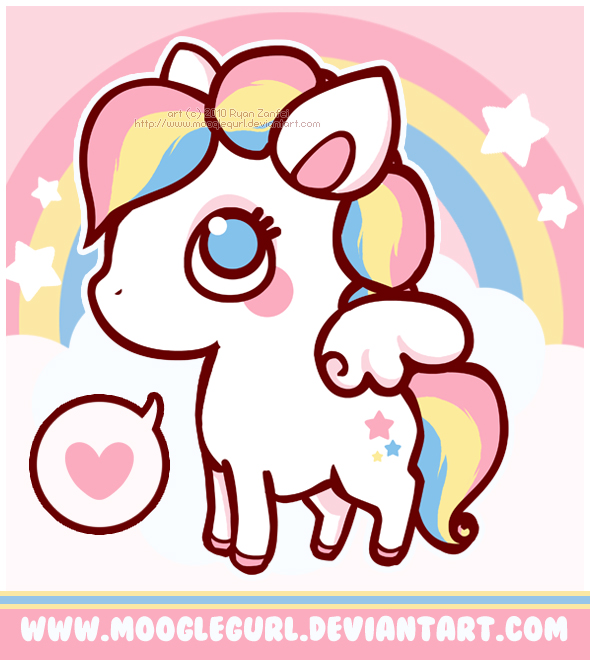 art (c) 2010 Ryan Zanfei
http://www.mooglegurl.deviantart.com
WWW.MOOGLEGURL.DEVIANTART.COM